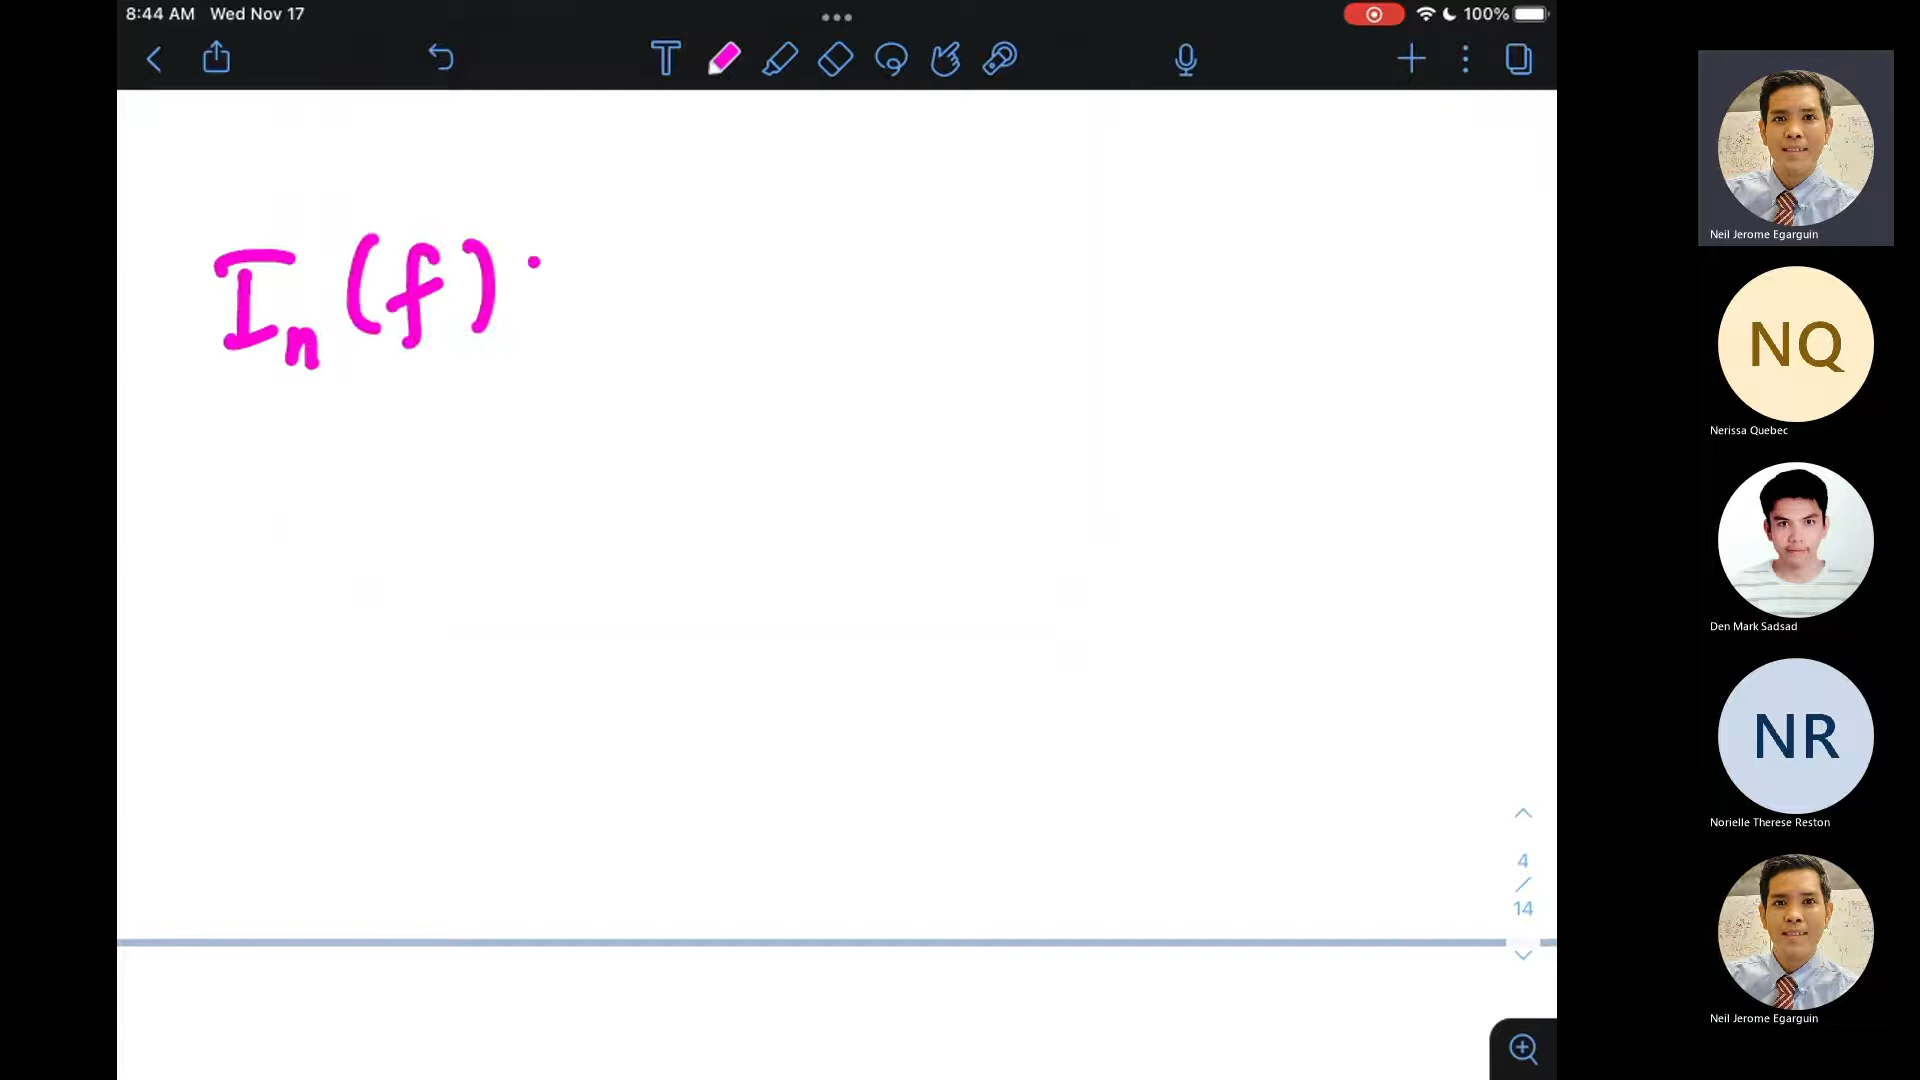 8:44 AM Wed Nov 17
100%
T
In (f) ·
4
/
14
Neil Jerome Egarguin
NQ
Nerissa Quebec
Den Mark Sadsad
NR
Norielle Therese Reston
Neil Jerome Egarguin